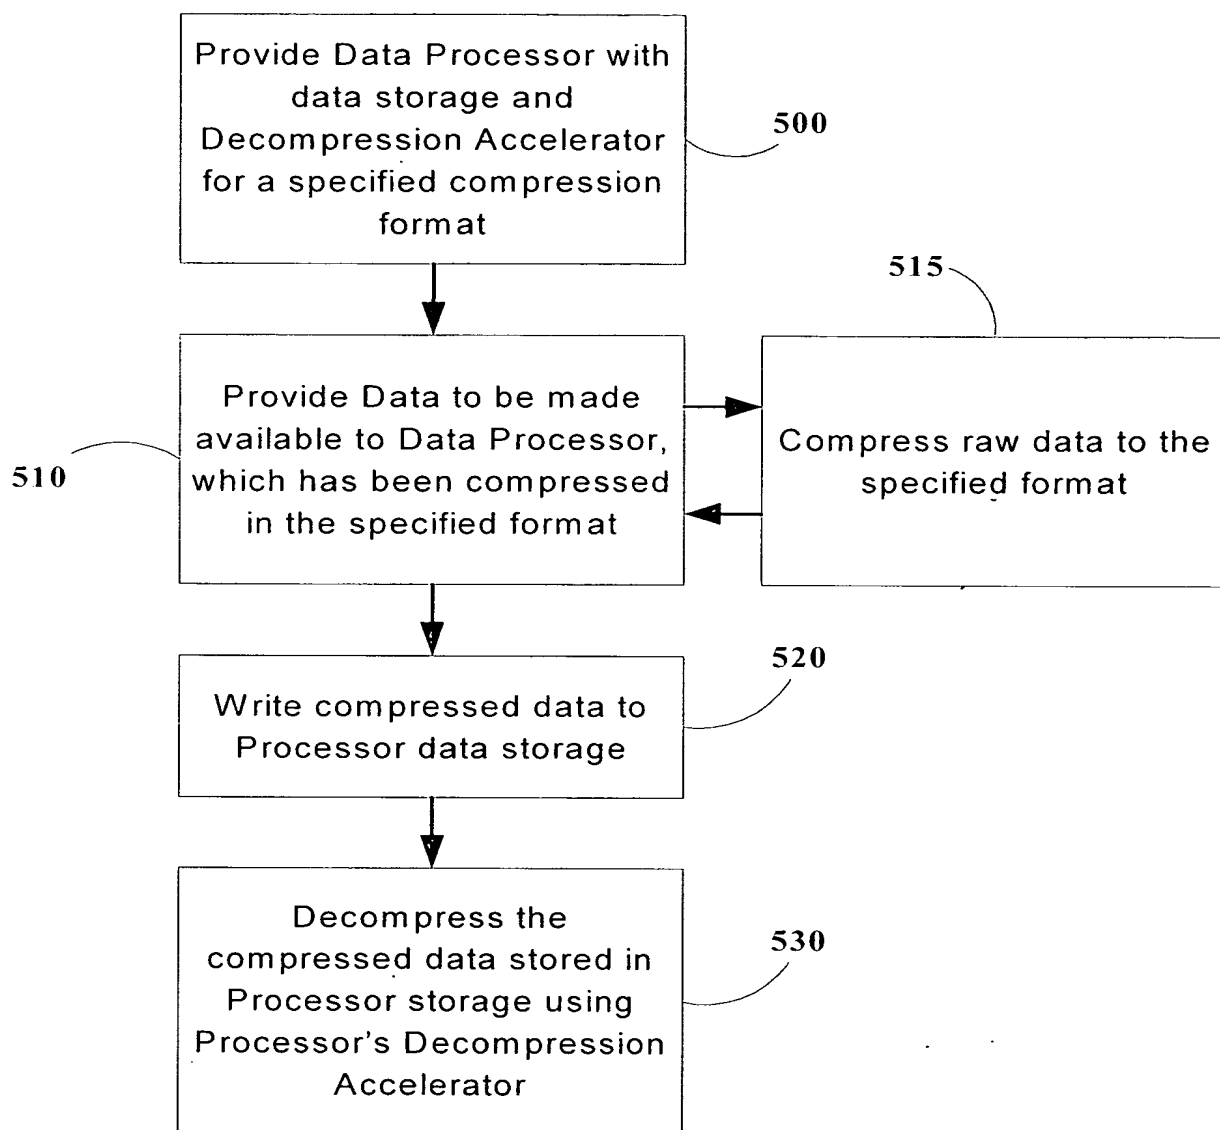 Provide Data Processor with
data storage and
Decompression Accelerator
for a specified compression
format
500
515
Provide Data to be made
available to Data Processor,
which has been compressed
in the specified format
510
Compress raw data to the
specified format
520
Write compressed data to
Processor data storage
Decompress the
compressed data stored in
Processor storage using
Processor's Decompression
Accelerator
530